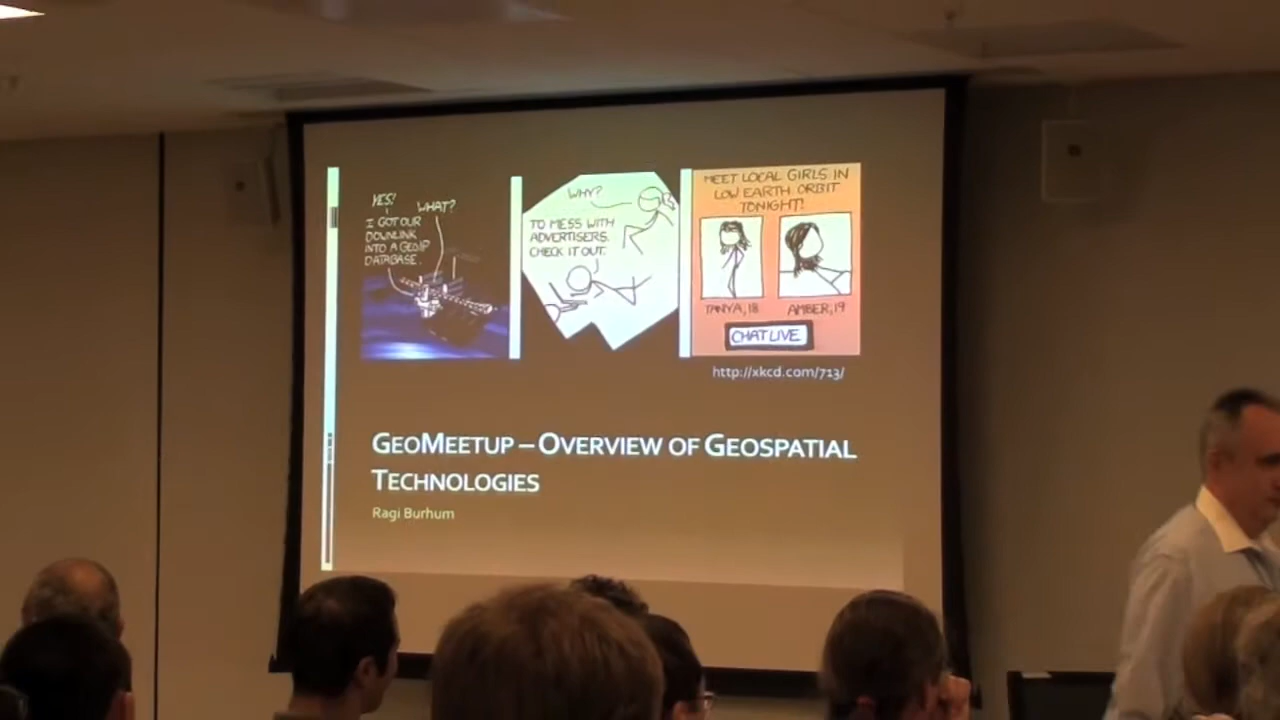 YES!
I GOT OUR
DOWNLINK
INTO A GEOIP
DATABASE.
WHAT?
WHY?
TO MESS WITH
ADVERTISERS.
CHECK IT OUT.
MEET LOCAL GIRLS IN
LOW EARTH ORBIT
TONIGHT!
TANYA, 18
AMBER, 19
CHAT LIVE
http://xkcd.com/713/
GEOMEETUP – OVERVIEW OF GEOSPATIAL
TECHNOLOGIES
Ragi Burhum